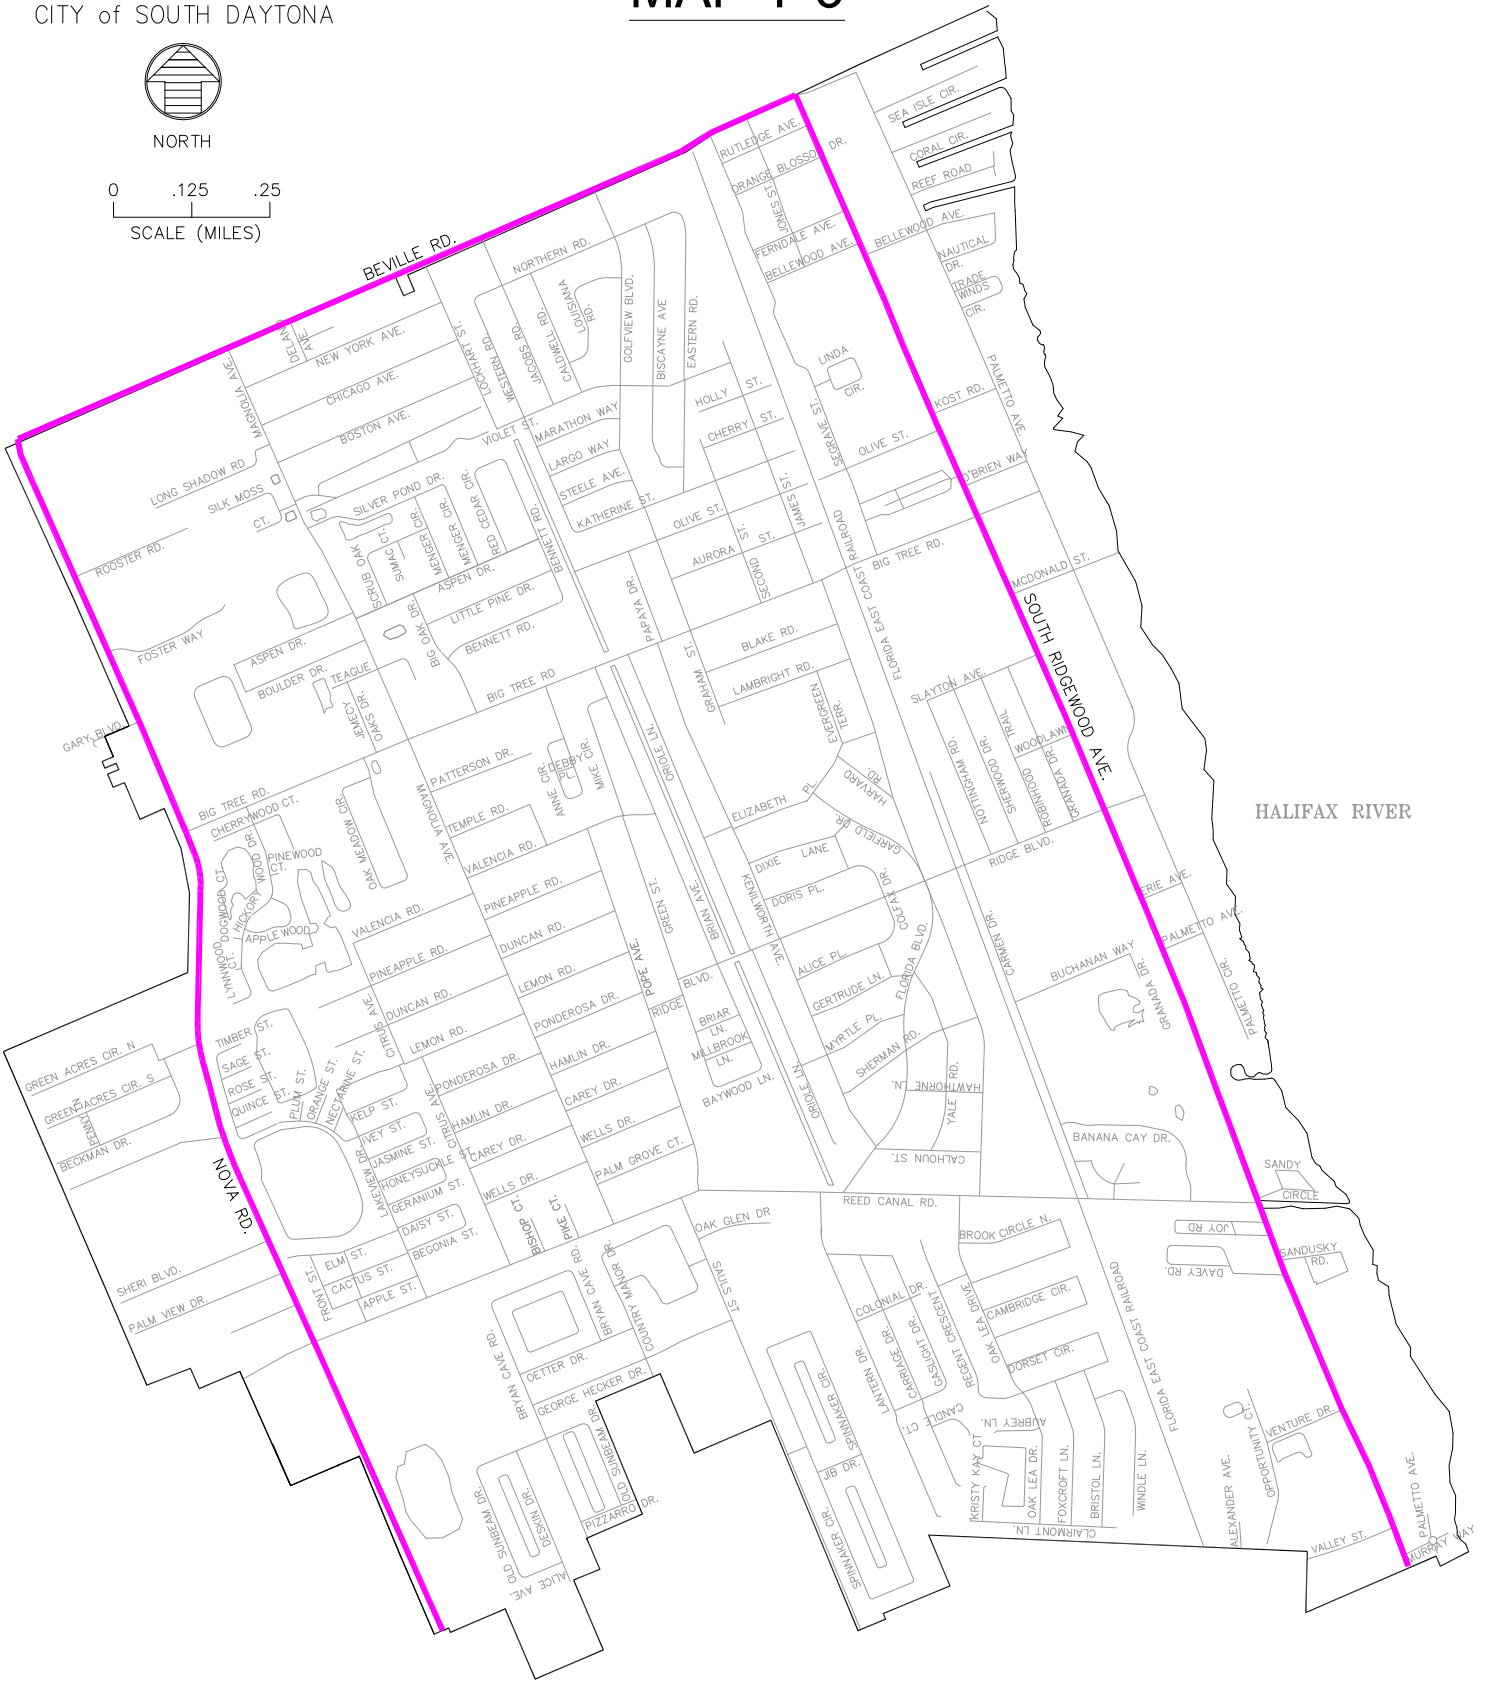 CITY of SOUTH DAYTONA
NORTH
0 .125 .25
SCALE (MILES)
BEVILLE RD.
SEA ISLE CIR.
CORAL CIR.
REEF ROAD
RUTLEDGE AVE.
ORANGE BLOSSOM DR.
JONES ST.
FERNDALE AVE.
BELLEWOOD AVE.
BELLEWOOD AVE.
NAUTICAL
DR.
TRADE
WINDS
CIR.
NORTHERN RD.
LOUISIANA
RD.
GOLFVIEW BLVD.
BISCAYNE AVE
EASTERN RD.
CALDWELL RD.
JACOBS RD.
WESTERN RD.
LOCKHART ST.
DELAND
AVE.
NEW YORK AVE.
CHICAGO AVE.
BOSTON AVE.
MAGNOLIA AVE.
LINDA
CIR.
PALMETTO AVE.
KOST RD.
HOLLY ST.
CHERRY ST.
SEGRAVE ST.
OLIVE ST.
O'BRIEN WAY
VIOLET ST.
MARATHON WAY
LARGO WAY
STEELE AVE.
KATHERINE ST.
LONG SHADOW RD
SILK MOSS
CT.
SILVER POND DR.
MENGER CIR.
MENGER CIR.
RED CEDAR CIR.
SUMAC CT.
SCRUB OAK
BENNETT RD.
OLIVE ST.
AURORA ST.
SECOND ST.
JAMES ST.
FLORIDA EAST COAST RAILROAD
BIG TREE RD.
MCDONALD ST.
ROOSTER RD.
FOSTER WAY
ASPEN DR.
LITTLE PINE DR.
BENNETT RD.
BIG OAK DR.
PAPAYA DR.
GRAHAM ST.
BLAKE RD.
LAMBRIGHT RD.
EVERGREEN
TERR.
SOUTH RIDGEWOOD AVE.
ASPEN DR.
BOULDER DR.
TEAGUE
JEMECY
OAKS DR.
BIG TREE RD
SLAYTON AVE.
NOTTINGHAM RD.
SHERWOOD DR.
ROBINHOOD TRAIL
WOODLAWN
GRANADA DR.
GARY BLVD.
PATTERSON DR.
ANNE CIR.
DEBBY
PL.
MIKE CIR.
ORIOLE LN.
ELIZABETH PL.
HARVARD
RD.
GARFIELD DR.
BIG TREE RD.
CHERRYWOOD CT.
PINEWOOD
CT.
HICKORY WOOD DR.
DOGWOOD CT.
LYNNWOOD
CT.
APPLEWOOD
OAK MEADOW CIR.
MAGNOLIA AVE.
TEMPLE RD.
VALENCIA RD.
PINEAPPLE RD.
DUNCAN RD.
LEMON RD.
PONDEROSA DR.
HAMLIN DR.
CAREY DR.
WELLS DR.
PALM GROVE CT.
GREEN ST.
BRIAN AVE.
POPE AVE.
DIXIE LANE
DORIS PL.
COLFAX DR.
HTUROMLINEK AVE.
RIDGE BLVD.
HALIFAX RIVER
ERIE AVE.
PALMETTO AVE.
PALMETTO CIR.
BUCHANAN WAY
GRANADA DR.
CARMEN DR.
ALICE PL.
GERTRUDE LN.
MYRTLE PL.
SHERMAN RD.
FLORIDA BLVD.
HAWTHORNE LN.
YALE RD.
CALHOUN ST.
VALENCIA RD.
PINEAPPLE RD.
DUNCAN RD.
LEMON RD.
PONDEROSA DR.
HAMLIN DR.
CAREY DR.
WELLS DR.
CITRUS AVE.
CITRUS AVE.
RIDGE BLVD.
BRIAR
LN.
MILLBROOK
LN.
BAYWOOD LN.
ORIOLE LN.
GREEN ACRES CIR. N
GREEN ACRES CIR. S
PENNY LN
BECKMAN DR.
TIMBER ST.
SAGE ST.
ROSE ST.
QUINCE ST.
PLUM ST.
ORANGE ST.
NECTARINE ST.
KELP ST.
IVEY ST.
JASMINE ST.
HONEYSUCKLE ST.
GERANIUM ST.
DAISY ST.
BEGONIA ST.
LAKEVIEW DR.
NOVA RD.
SHERI BLVD.
PALM VIEW DR.
FRONT ST.
ELM ST.
CACTUS ST.
APPLE ST.
BISHOP CT.
PIKE CT.
BRYAN CAVE RD.
BRYAN CAVE RD.
COUNTRY MANOR DR.
OETTER DR.
GEORGE HECKER DR.
OAK GLEN DR
SAULS ST
REED CANAL RD.
BANANA CAY DR.
SANDY
CIRCLE
JOY RD
SANDUSKY
RD.
DAVEY RD.
BROOK CIRCLE N.
CAMBRIDGE CIR.
DORSET CIR.
COLONIAL DR.
LANTERN DR.
CARRIAGE DR.
GASLIGHT DR.
REGENT CRESCENT
OAK LEA DRIVE
CANDLE CT.
AUBREY LN.
KRISTY KAY CT
OAK LEA DR.
FOXCROFT LN.
BRISTOL LN.
WINDLE LN.
CLAIRMONT LN.
FLORIDA EAST COAST RAILROAD
SPINNAKER CIR.
JIB DR.
SPINNAKER CIR.
OLD SUNBEAM DR.
OLD SUNBEAM DR.
DESTIN DR.
PIZZARRO DR.
ALICE AVE.
ALEXANDER AVE.
OPPORTUNITY CT.
VENTURE DR.
VALLEY ST.
PALMETTO AVE.
MURRAY WAY